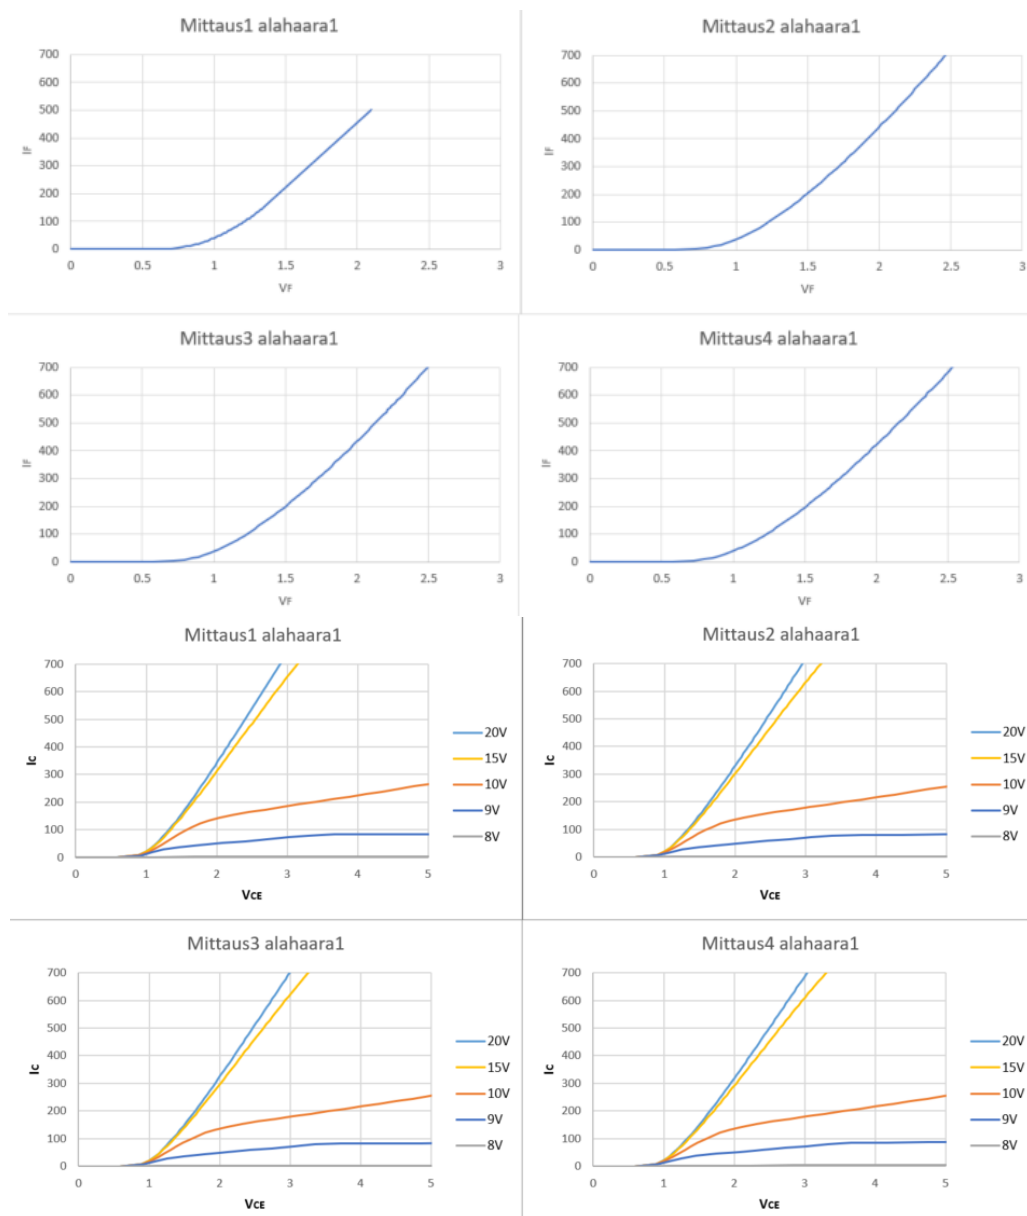 Mittaus1 alahaara1
700
600
500
400
300
200
100
0
IF
0 0.5 1 1.5 2 2.5 3
VF
Mittaus2 alahaara1
700
600
500
400
300
200
100
0
IF
0 0.5 1 1.5 2 2.5 3
VF
Mittaus3 alahaara1
700
600
500
400
300
200
100
0
IF
0 0.5 1 1.5 2 2.5 3
VF
Mittaus4 alahaara1
700
600
500
400
300
200
100
0
IF
0 0.5 1 1.5 2 2.5 3
VF
Mittaus1 alahaara1
700
600
500
400
300
200
100
0
Ic
0 1 2 3 4 5
VCE
20V
15V
10V
9V
8V
Mittaus2 alahaara1
700
600
500
400
300
200
100
0
Ic
0 1 2 3 4 5
VCE
20V
15V
10V
9V
8V
Mittaus3 alahaara1
700
600
500
400
300
200
100
0
Ic
0 1 2 3 4 5
VCE
20V
15V
10V
9V
8V
Mittaus4 alahaara1
700
600
500
400
300
200
100
0
Ic
0 1 2 3 4 5
VCE
20V
15V
10V
9V
8V